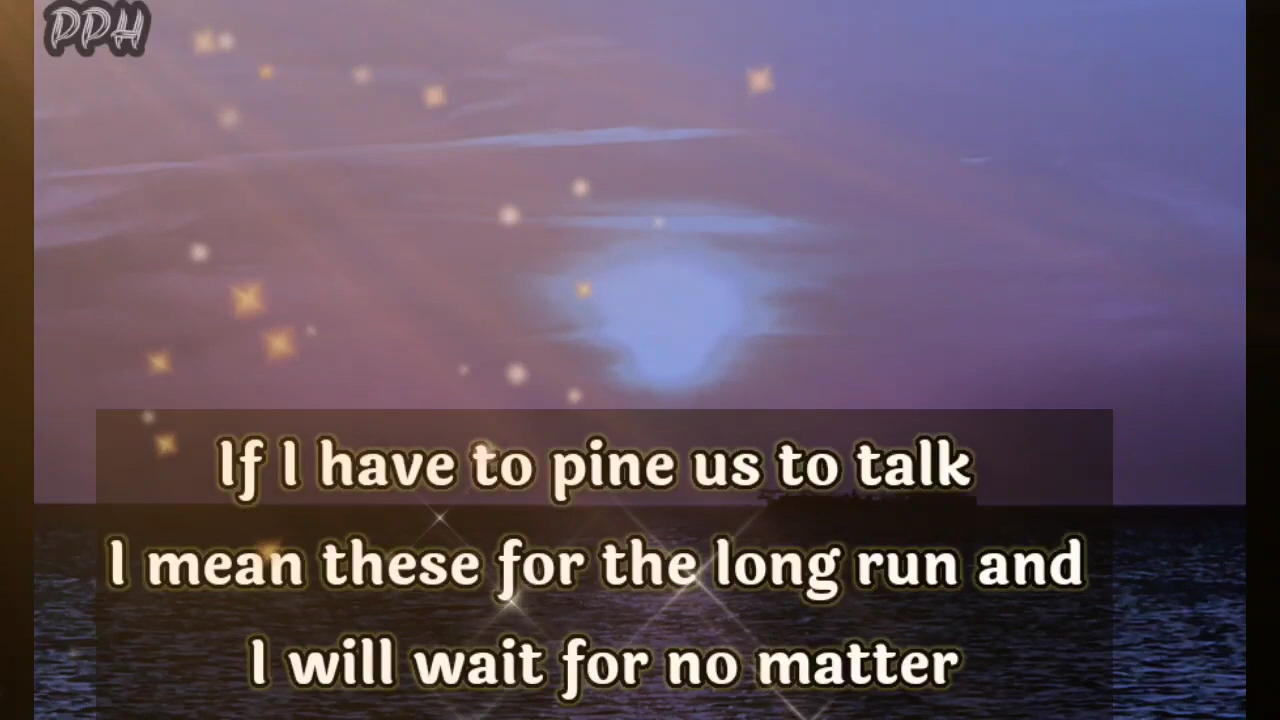 PPH
If I have to pine us to talk
I mean these for the long run and
I will wait for no matter